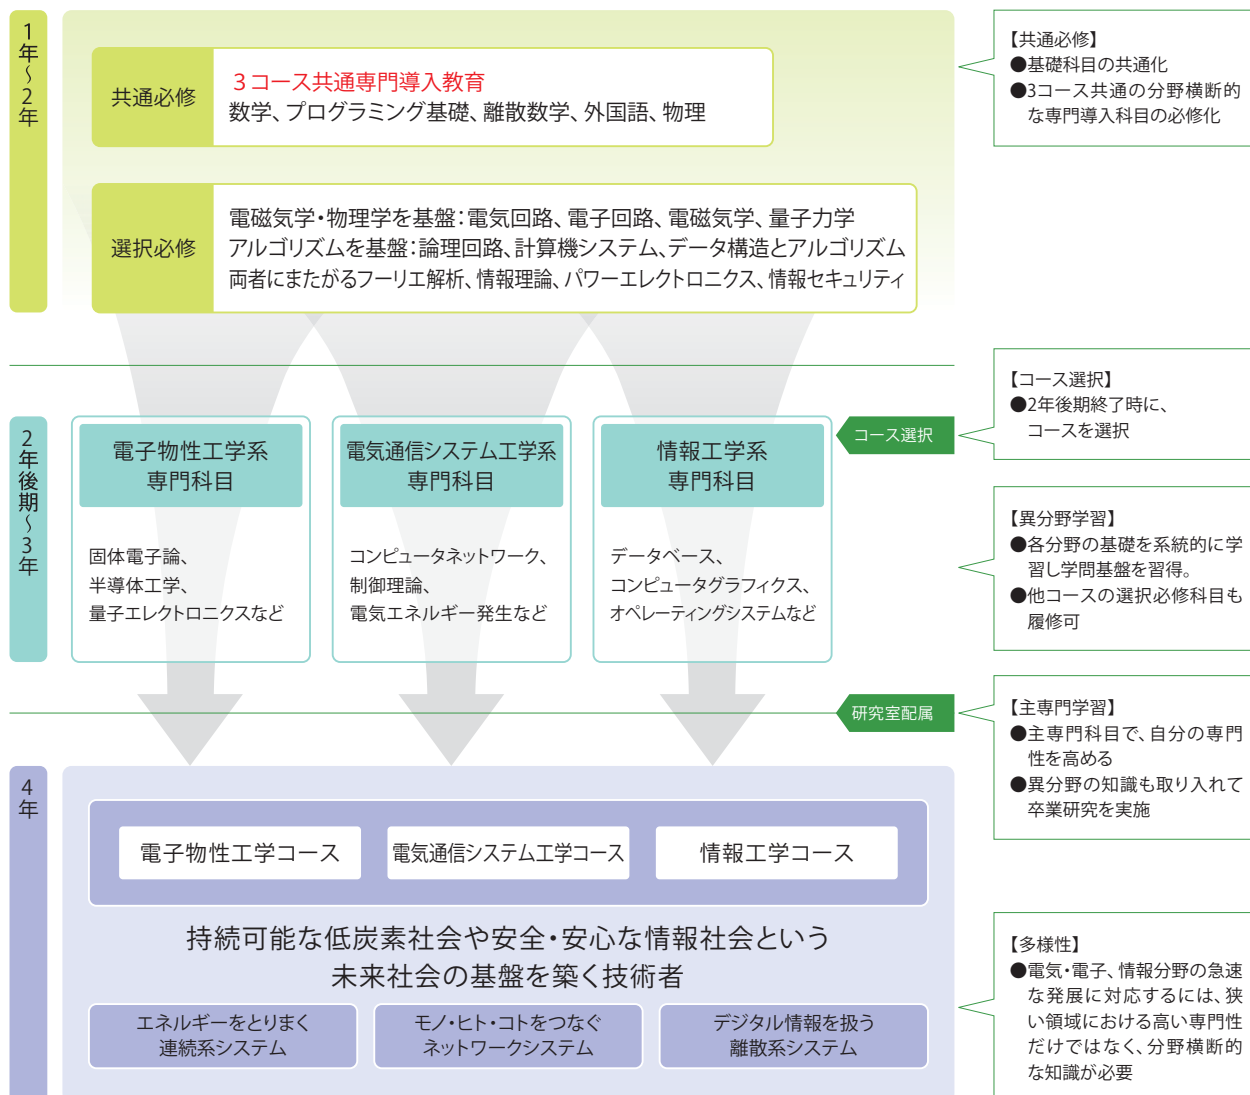 1年～2年
共通必修
3コース共通専門導入教育
数学、プログラミング基礎、離散数学、外国語、物理
選択必修
電磁気学・物理学を基盤：電気回路、電子回路、電磁気学、量子力学
アルゴリズムを基盤：論理回路、計算機システム、データ構造とアルゴリズム
両者にまたがるフーリエ解析、情報理論、パワーエレクトロニクス、情報セキュリティ
【共通必修】
●基礎科目の共通化
●3コース共通の分野横断的
な専門導入科目の必修化
コース選択
【コース選択】
●2年後期終了時に、
コースを選択
2年後期～3年
電子物性工学系
専門科目
固体電子論、
半導体工学、
量子エレクトロニクスなど
電気通信システム工学系
専門科目
コンピュータネットワーク、
制御理論、
電気エネルギー発生など
情報工学系
専門科目
データベース、
コンピュータグラフィクス、
オペレーティングシステムなど
【異分野学習】
●各分野の基礎を系統的に学
習し学問基盤を習得。
●他コースの選択必修科目も
履修可
研究室配属
【主専門学習】
●主専門科目で、自分の専門
性を高める
●異分野の知識も取り入れて
卒業研究を実施
4年
電子物性工学コース
電気通信システム工学コース
情報工学コース
持続可能な低炭素社会や安全・安心な情報社会という
未来社会の基盤を築く技術者
エネルギーをとりまく
連続系システム
モノ・ヒト・コトをつなぐ
ネットワークシステム
デジタル情報を扱う
離散系システム
【多様性】
●電気・電子、情報分野の急速
な発展に対応するには、狭
い領域における高い専門性
だけではなく、分野横断的
な知識が必要